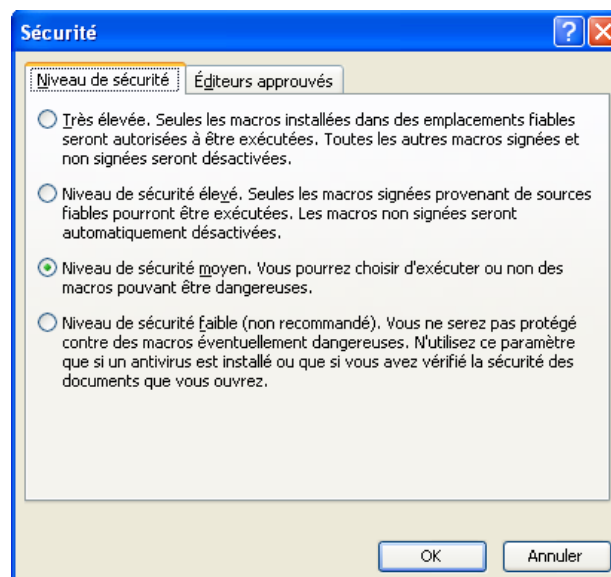 Sécurité
Niveau de sécurité
Éditeurs approuvés
Très élevée. Seules les macros installées dans des emplacements fiables
seront autorisées à être exécutées. Toutes les autres macros signées et
non signées seront désactivées.
Niveau de sécurité élevé. Seules les macros signées provenant de sources
fiables pourront être exécutées. Les macros non signées seront
automatiquement désactivées.
Niveau de sécurité moyen. Vous pourrez choisir d'exécuter ou non des
macros pouvant être dangereuses.
Niveau de sécurité faible (non recommandé). Vous ne serez pas protégé
contre des macros éventuellement dangereuses. N'utilisez ce paramètre
que si un antivirus est installé ou que si vous avez vérifié la sécurité des
documents que vous ouvrez.
OK
Annuler